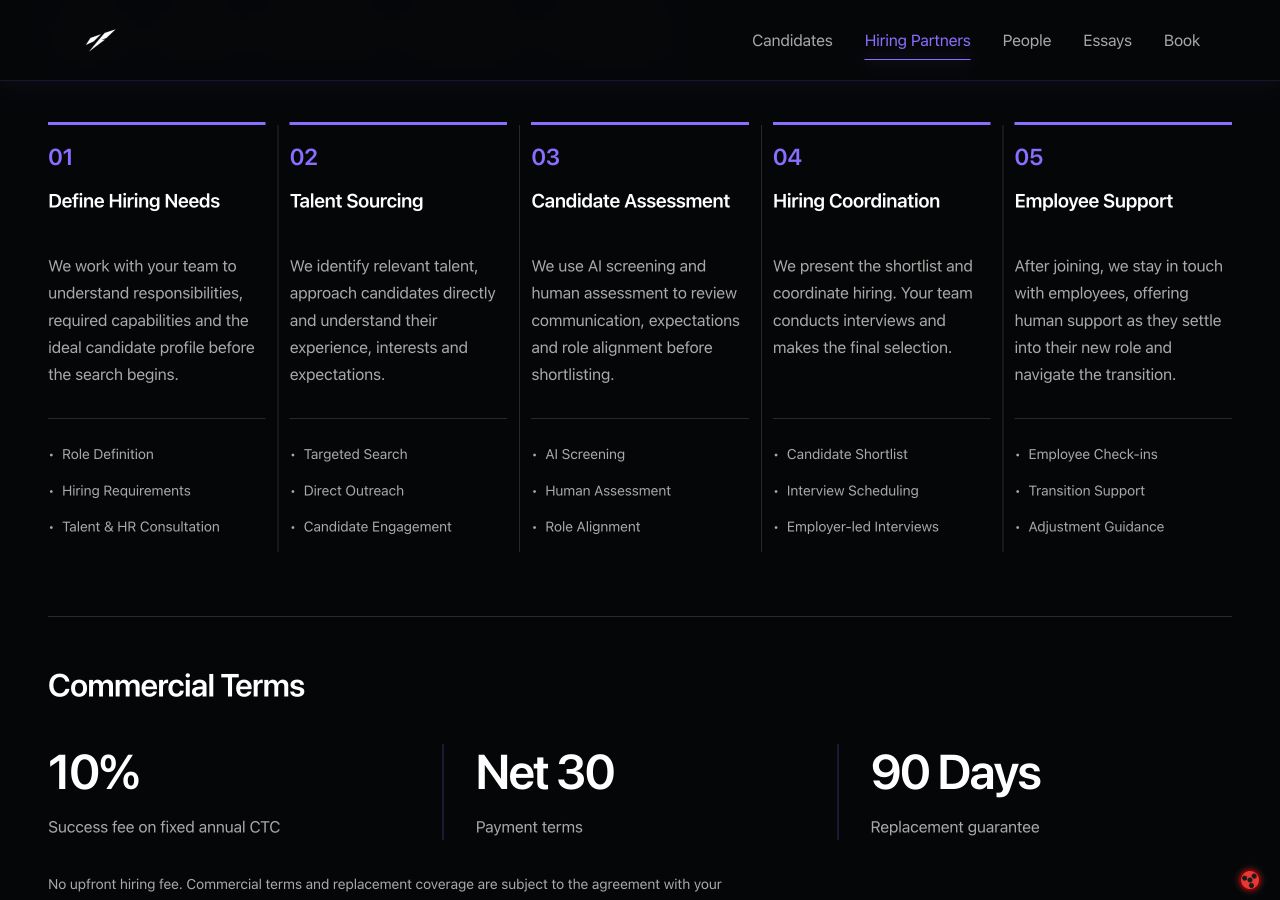 Candidates
Hiring Partners
People
Essays
Book
01
Define Hiring Needs
We work with your team to
understand responsibilities,
required capabilities and the
ideal candidate profile before
the search begins.
• Role Definition
• Hiring Requirements
• Talent & HR Consultation
02
Talent Sourcing
We identify relevant talent,
approach candidates directly
and understand their
experience, interests and
expectations.
• Targeted Search
• Direct Outreach
• Candidate Engagement
03
Candidate Assessment
We use AI screening and
human assessment to review
communication, expectations
and role alignment before
shortlisting.
• AI Screening
• Human Assessment
• Role Alignment
04
Hiring Coordination
We present the shortlist and
coordinate hiring. Your team
conducts interviews and
makes the final selection.
• Candidate Shortlist
• Interview Scheduling
• Employer-led Interviews
05
Employee Support
After joining, we stay in touch
with employees, offering
human support as they settle
into their new role and
navigate the transition.
• Employee Check-ins
• Transition Support
• Adjustment Guidance
Commercial Terms
10%
Success fee on fixed annual CTC
Net 30
Payment terms
90 Days
Replacement guarantee
No upfront hiring fee. Commercial terms and replacement coverage are subject to the agreement with your